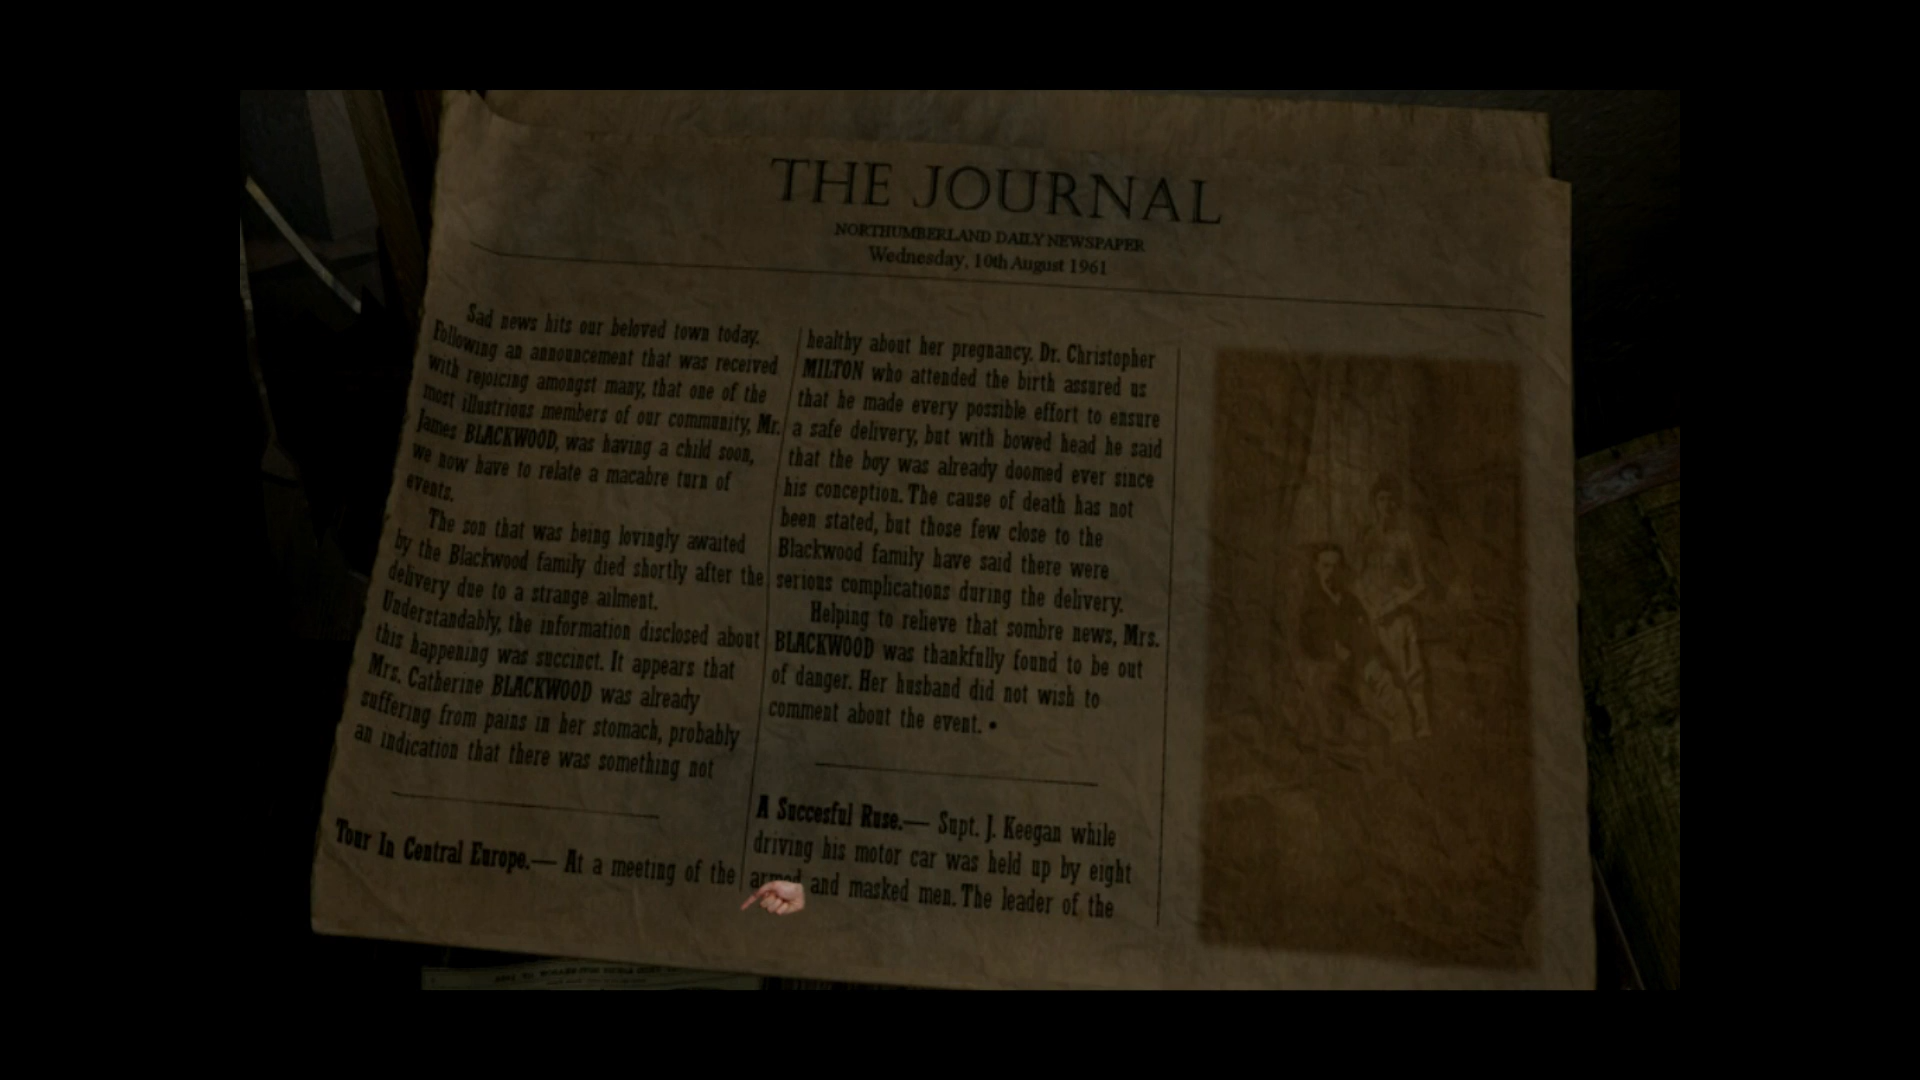 THE JOURNAL
NORTHUMBERLAND DAILY NEWSPAPER
Wednesday, 10th August 1961
Sad news hits our beloved town today.
Following an announcement that was received
with rejoicing amongst many, that one of the
most illustrious members of our community, Mr.
James BLACKWOOD, was having a child soon,
we now have to relate a macabre turn of
events.
The son that was being lovingly awaited
by the Blackwood family died shortly after the
delivery due to a strange ailment.
Understandably, the information disclosed about
this happening was succinct. It appears that
Mrs. Catherine BLACKWOOD was already
suffering from pains in her stomach, probably
an indication that there was something not
Tour In Central Europe.— At a meeting of the
healthy about her pregnancy. Dr. Christopher
MILTON who attended the birth assured us
that he made every possible effort to ensure
a safe delivery, but with bowed head he said
that the boy was already doomed ever since
his conception. The cause of death has not
been stated, but those few close to the
Blackwood family have said there were
serious complications during the delivery.
Helping to relieve that sombre news, Mrs.
BLACKWOOD was thankfully found to be out
of danger. Her husband did not wish to
comment about the event. •
A Succesful Ruse.— Supt. J. Keegan while
driving his motor car was held up by eight
armed and masked men. The leader of the